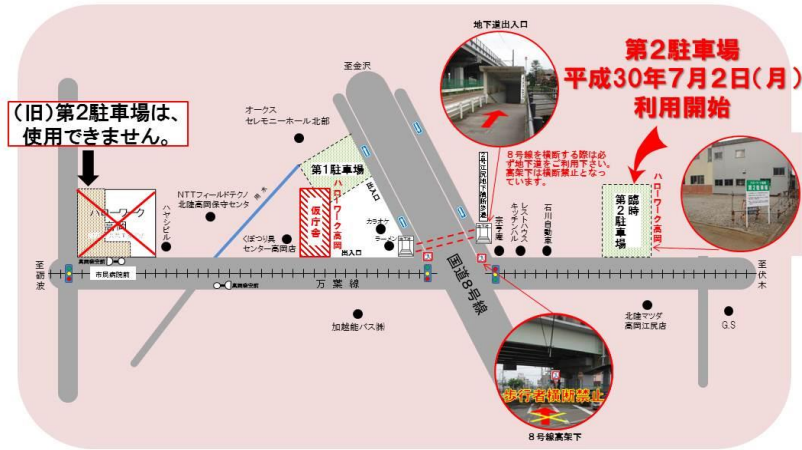 地下道出入口
第2駐車場
平成30年7月2日(月)
利用開始
至金沢
(旧)第2駐車場は、
使用できません。
オークス
セレモニーホール北部
8号線を横断する際は必
ず地下道をご利用下さい。
高架下は横断禁止となっ
ています。
第1駐車場
出入口
ハローワーク高岡
仮庁舎
用水
NTTフィールドテクノ
北陸高岡保守センタ
ハローワーク
高岡
ハヤシビル
くぼつり具
センター高岡店
出入口
カラオケ
ラーメン
宗亨庵
レストハウス
キッチンパル
石川自動車
臨時
第2駐車場
ハローワーク高岡
至砺波
市民病院前
万葉線
国道8号線
至伏木
加越能バス㈱
北陸マツダ
高岡江尻店
G.S
歩行者横断禁止
8号線高架下